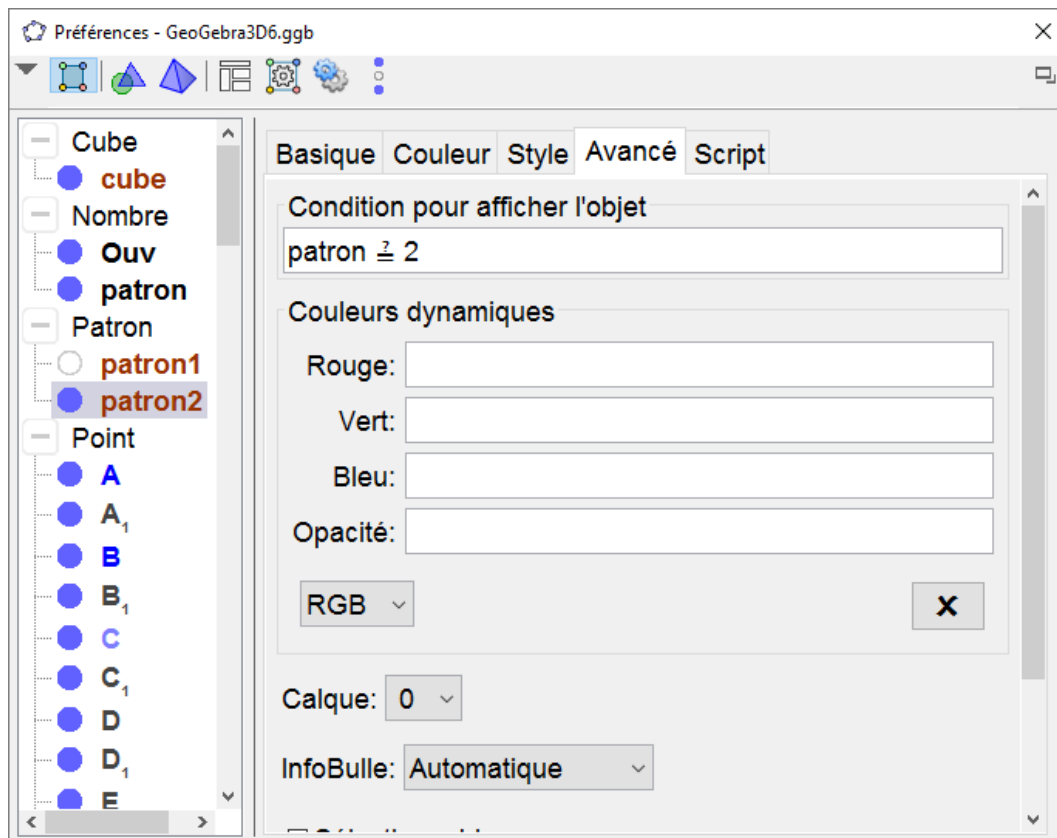 Préférences - GeoGebra3D6.ggb
Cube
cube
Nombre
Ouv
patron
Patron
patron1
patron2
Point
A
A₁
B
B₁
C
C₁
D
D₁
E
Basique Couleur Style Avancé Script
Condition pour afficher l'objet
patron ≟ 2
Couleurs dynamiques
Rouge:
Vert:
Bleu:
Opacité:
RGB
X
Calque: 0
InfoBulle: Automatique